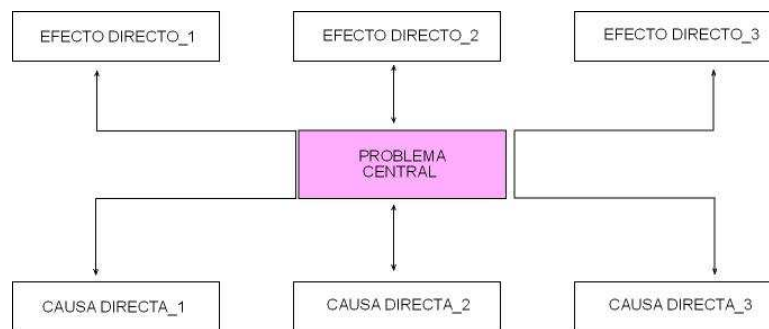 EFECTO DIRECTO_1
EFECTO DIRECTO_2
EFECTO DIRECTO_3
PROBLEMA
CENTRAL
CAUSA DIRECTA_1
CAUSA DIRECTA_2
CAUSA DIRECTA_3